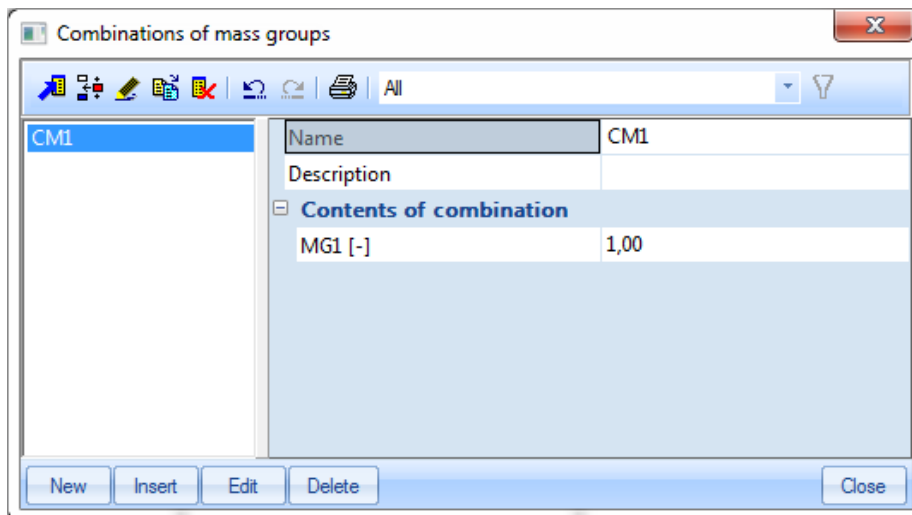 Combinations of mass groups
All
CM1
Name CM1
Description
Contents of combination
MG1 [-] 1,00
New Insert Edit Delete Close